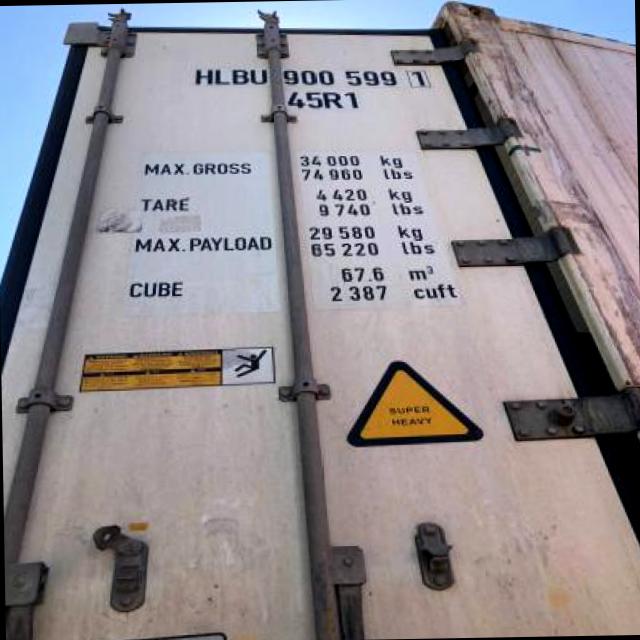 HLBU 900 599 1
45R1
MAX. GROSS 34 000 kg
74 960 lbs
TARE 4 420 kg
9 740 lbs
MAX. PAYLOAD 29 580 kg
65 220 lbs
CUBE 67.6 m³
2 387 cuft
SUPER
HEAVY